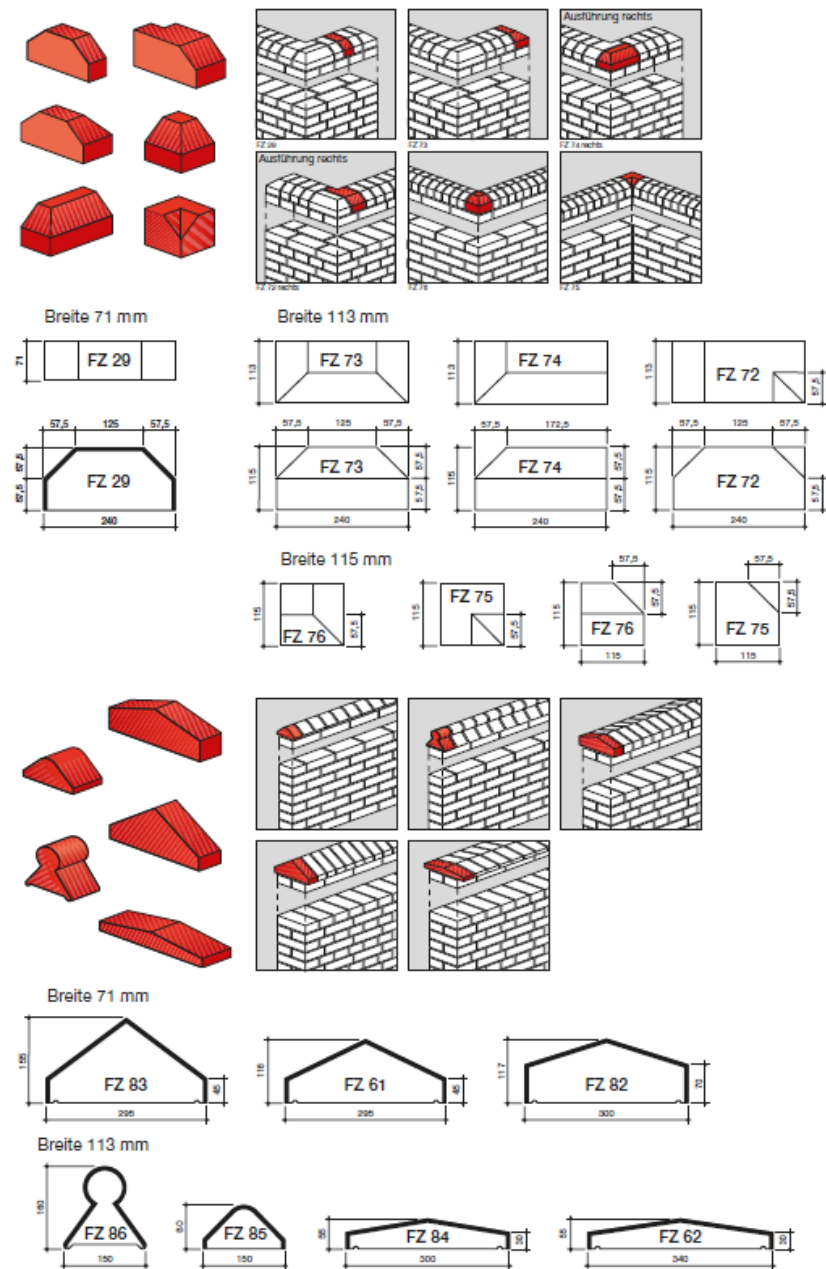 Ausführung rechts
FZ 29
FZ 73
FZ 74 rechts
Ausführung rechts
FZ 72 rechts
FZ 76
FZ 75
Breite 71 mm
Breite 113 mm
71
FZ 29
113
FZ 73
113
FZ 74
113
FZ 72
57,5
57,5 125 57,5
57,5 125 57,5
57,5 172,5
57,5 125 57,5
57,5
57,5
FZ 29
240
115
FZ 73
57,5
57,5
240
115
FZ 74
57,5
57,5
240
115
FZ 72
57,5
240
Breite 115 mm
115
FZ 76
57,5
115
FZ 75
57,5
57,5
115
FZ 76
57,5
115
57,5
115
FZ 75
57,5
115
Breite 71 mm
155
FZ 83
45
295
116
FZ 61
45
295
117
FZ 82
70
300
Breite 113 mm
160
FZ 86
150
80
FZ 85
150
55
FZ 84
30
300
55
FZ 62
30
340